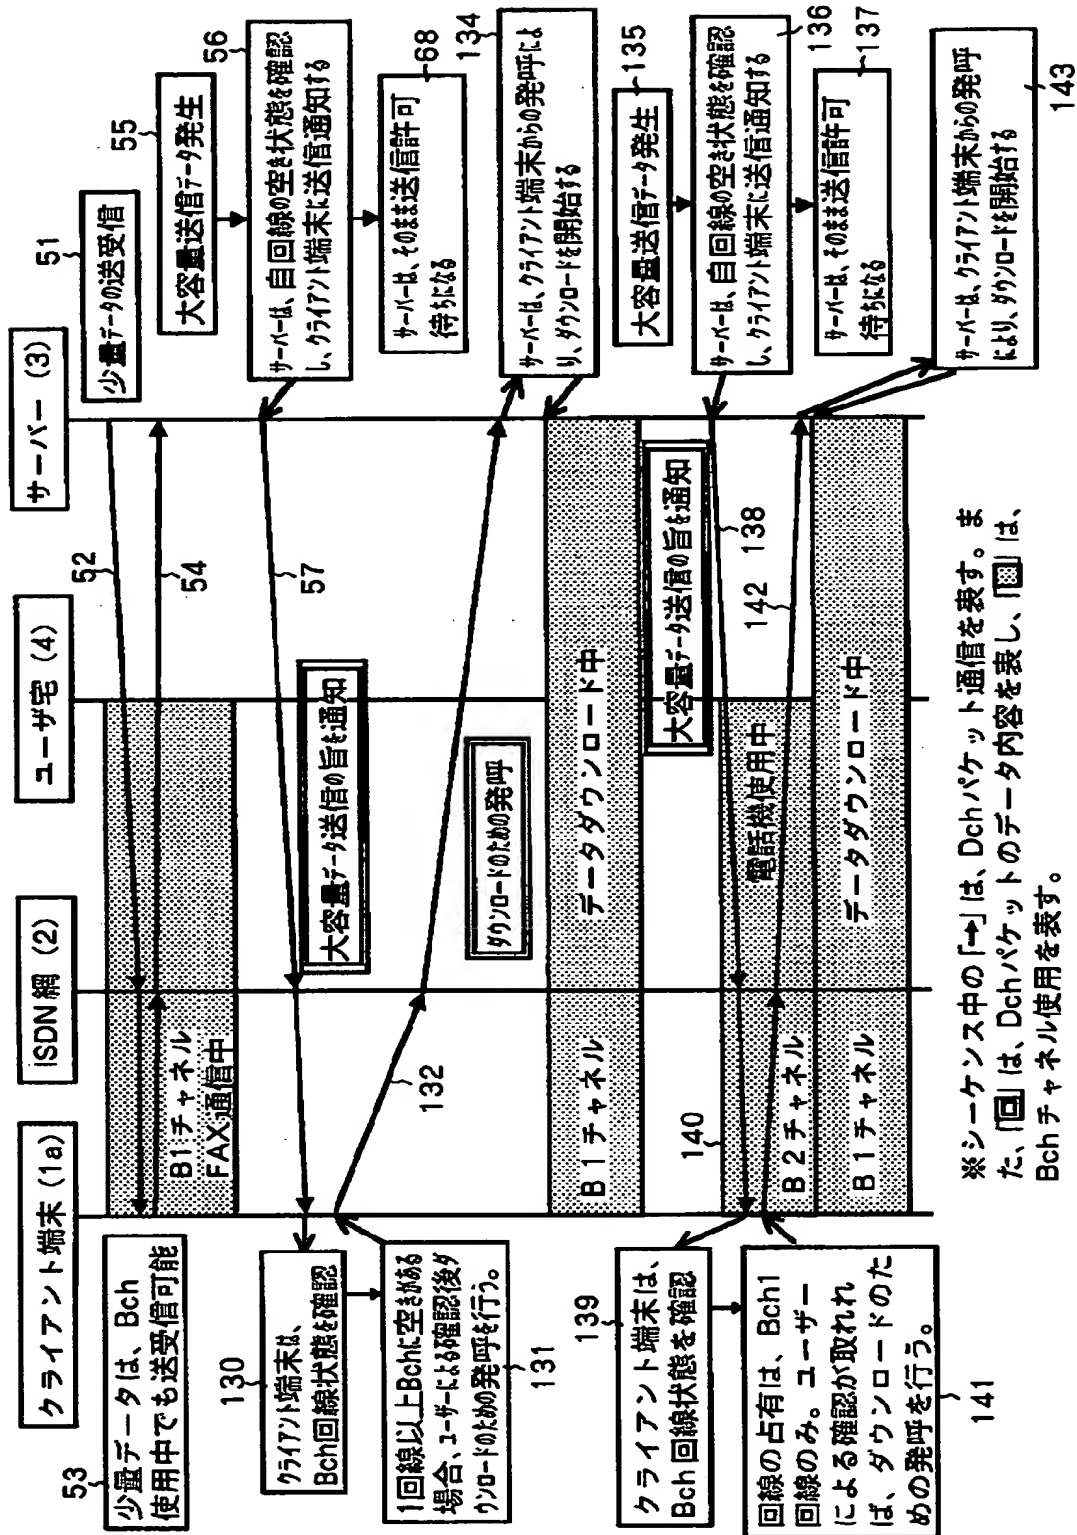 クライアント端末 (1a)
ISDN網 (2)
ユーザ宅 (4)
サーバー (3)
51
少量データの送受信
52
53
少量データは、Bch
使用中でも送受信可能
B1チャネル
FAX通信中
54
55
大容量送信データ発生
56
サーバーは、自回線の空き状態を確認
し、クライアント端末に送信通知する
57
大容量データ送信の旨を通知
68
サーバーは、そのまま送信許可
待ちになる
130
クライアント端末は、
Bch回線状態を確認
1回線以上Bchに空きがある
場合、ユーザーによる確認後ダ
ウンロードのための発呼を行う。
131
132
ダウンロードのための発呼
134
サーバーは、クライアント端末からの発呼によ
り、ダウンロードを開始する
B1チャネル
データダウンロード中
135
大容量送信データ発生
136
サーバーは、自回線の空き状態を確認
し、クライアント端末に送信通知する
大容量データ送信の旨を通知
137
サーバーは、そのまま送信許可
待ちになる
138
139
クライアント端末は、
Bch回線状態を確認
140
B2チャネル
電話機使用中
回線の占有は、Bch1
回線のみ。ユーザー
による確認が取れれ
ば、ダウンロードのた
めの発呼を行う。
141
142
B1チャネル
データダウンロード中
サーバーは、クライアント端末からの発呼
により、ダウンロードを開始する
143
※シーケンス中の「→」は、Dchパケット通信を表す。ま
た、「回」は、Dchパケットのデータ内容を表し、「▩」は、
Bchチャネル使用を表す。